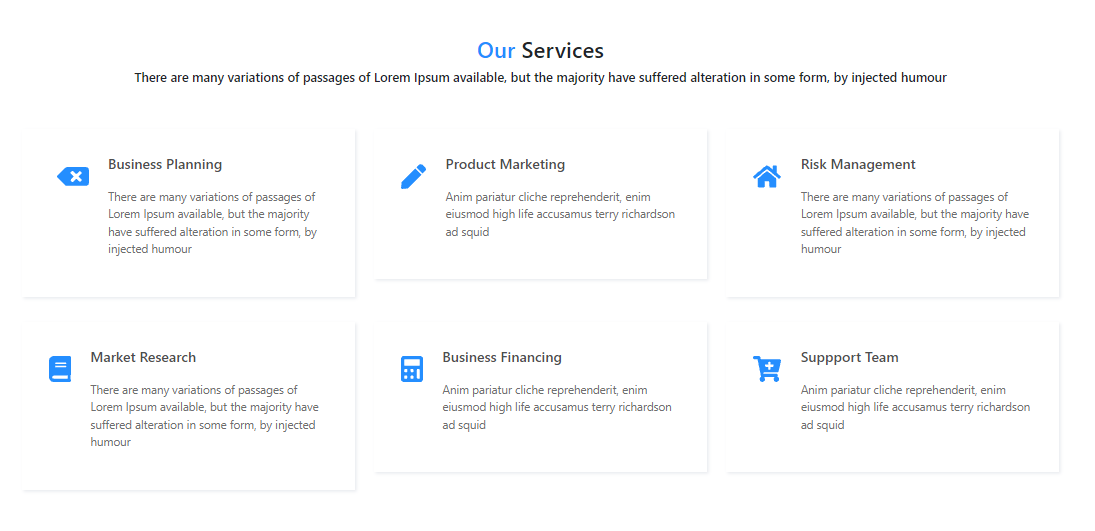 Our Services
There are many variations of passages of Lorem Ipsum available, but the majority have suffered alteration in some form, by injected humour
Business Planning
There are many variations of passages of
Lorem Ipsum available, but the majority
have suffered alteration in some form, by
injected humour
Product Marketing
Anim pariatur cliche reprehenderit, enim
eiusmod high life accusamus terry richardson
ad squid
Risk Management
There are many variations of passages of
Lorem Ipsum available, but the majority have
suffered alteration in some form, by injected
humour
Market Research
There are many variations of passages of
Lorem Ipsum available, but the majority have
suffered alteration in some form, by injected
humour
Business Financing
Anim pariatur cliche reprehenderit, enim
eiusmod high life accusamus terry richardson
ad squid
Suppport Team
Anim pariatur cliche reprehenderit, enim
eiusmod high life accusamus terry richardson
ad squid